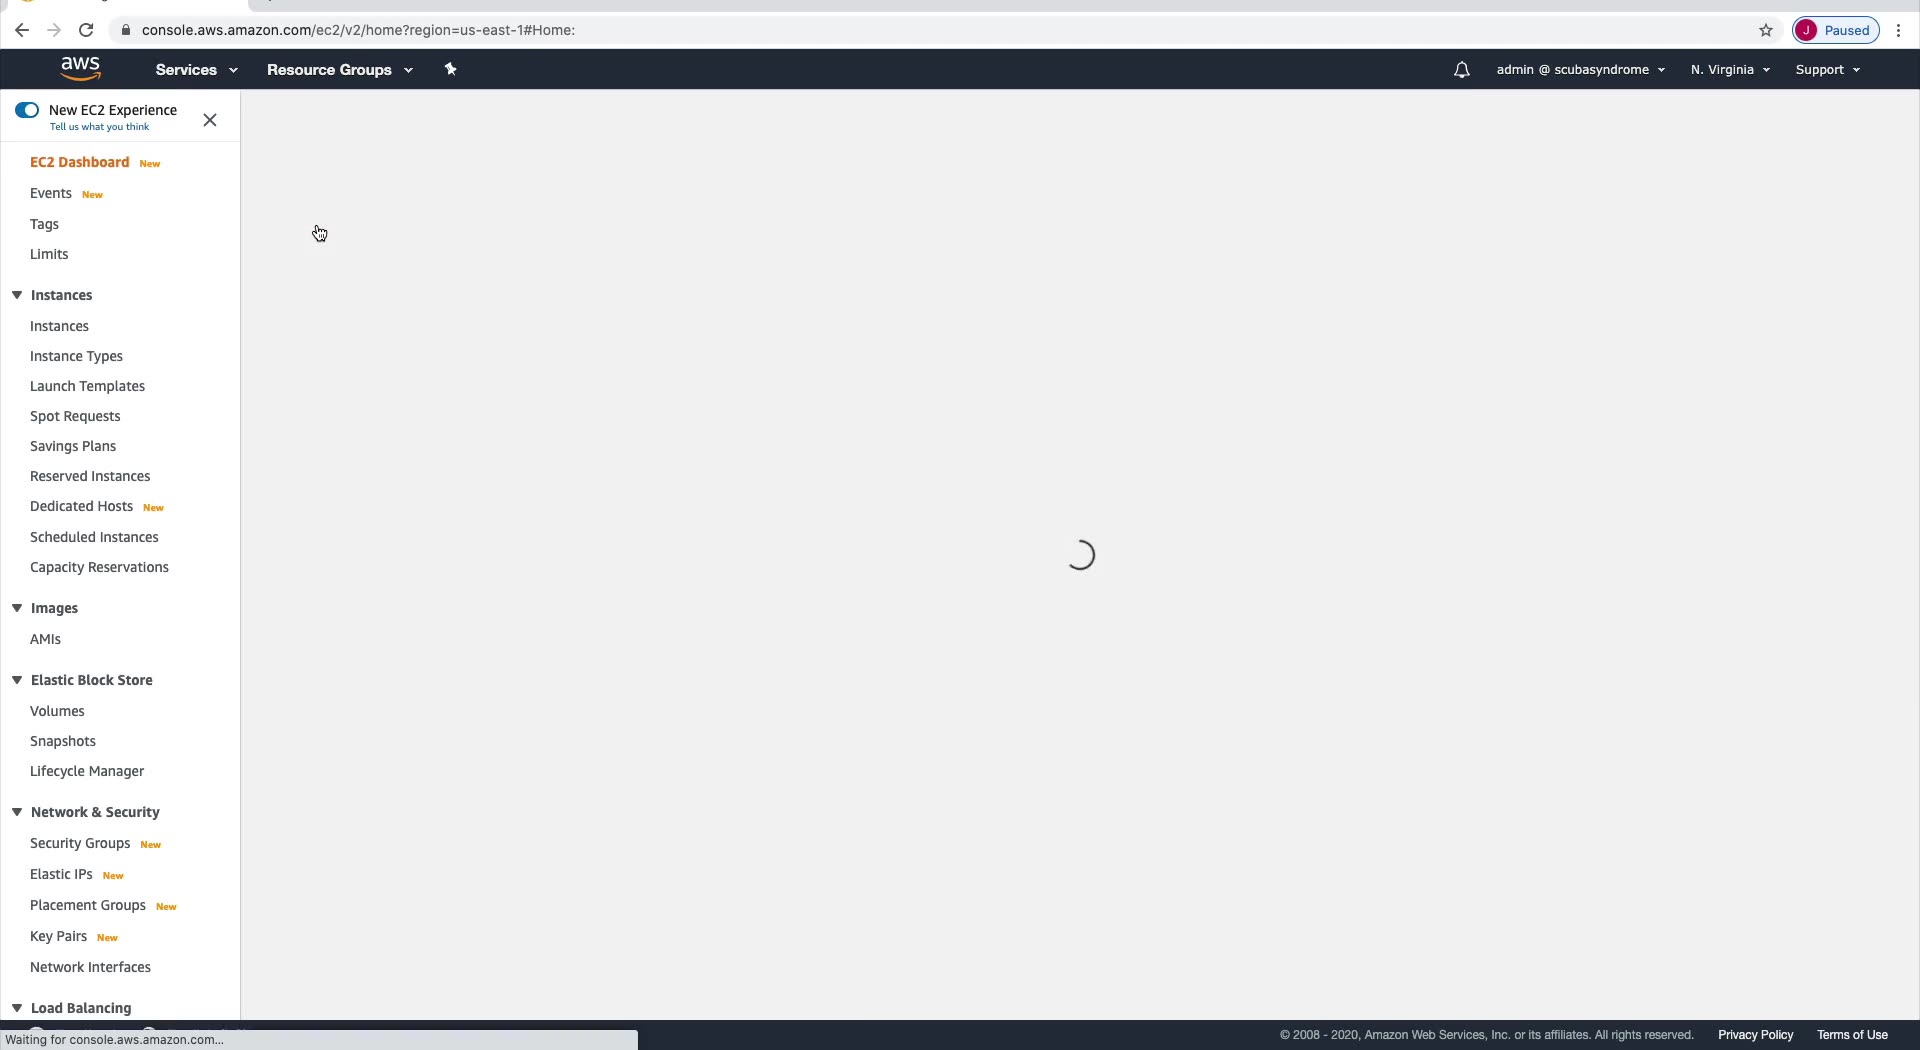 console.aws.amazon.com/ec2/v2/home?region=us-east-1#Home:
J Paused
aws Services Resource Groups admin @ scubasyndrome N. Virginia Support
New EC2 Experience
Tell us what you think
EC2 Dashboard New
Events New
Tags
Limits
Instances
Instances
Instance Types
Launch Templates
Spot Requests
Savings Plans
Reserved Instances
Dedicated Hosts New
Scheduled Instances
Capacity Reservations
Images
AMIs
Elastic Block Store
Volumes
Snapshots
Lifecycle Manager
Network & Security
Security Groups New
Elastic IPs New
Placement Groups New
Key Pairs New
Network Interfaces
Load Balancing
Waiting for console.aws.amazon.com...
© 2008 - 2020, Amazon Web Services, Inc. or its affiliates. All rights reserved. Privacy Policy Terms of Use